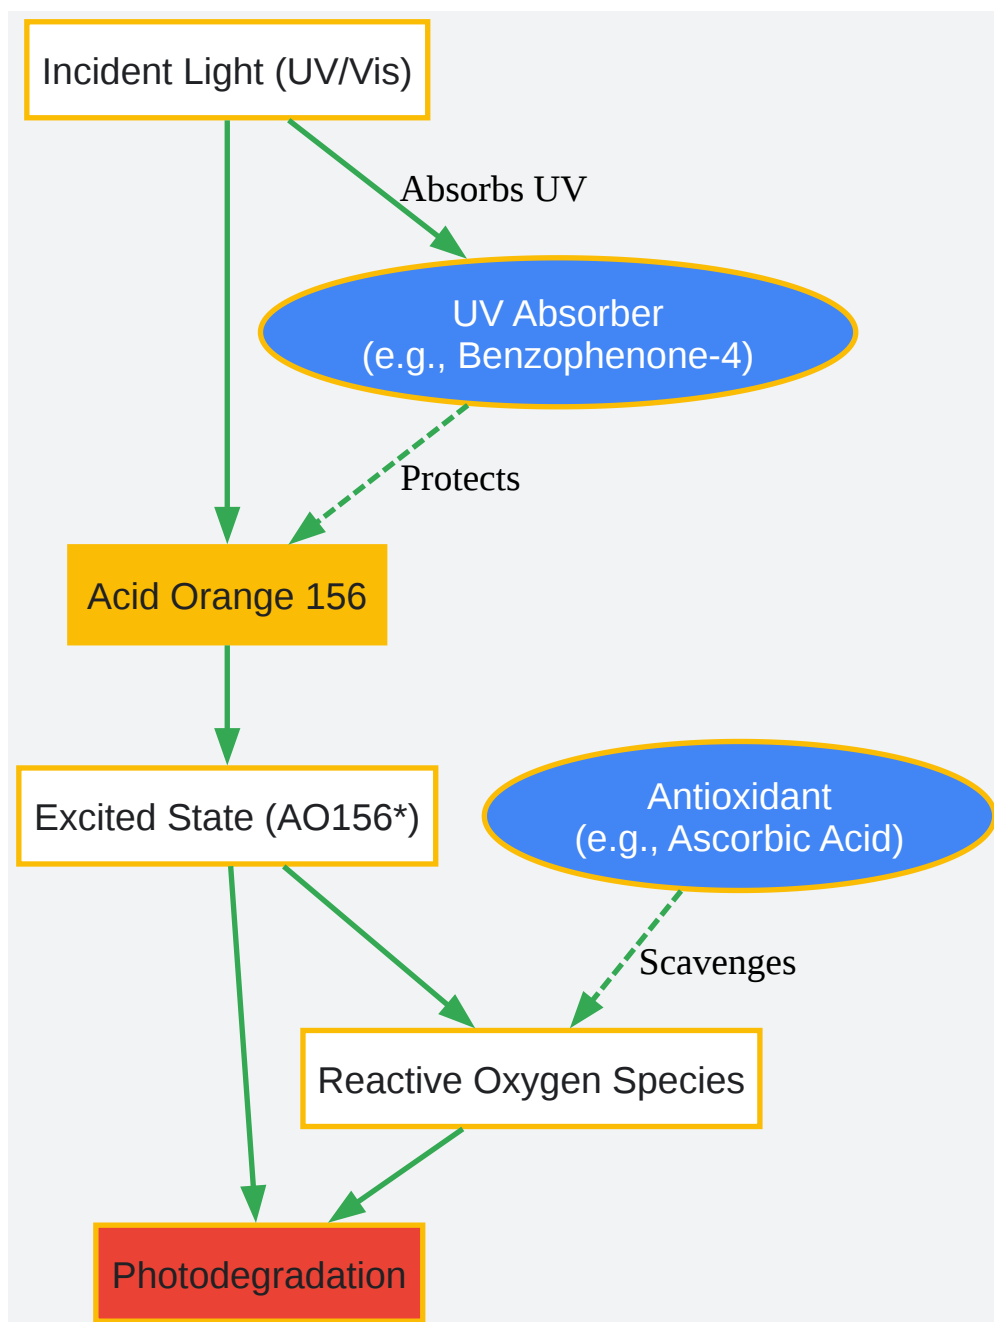 Incident Light (UV/Vis)
Absorbs UV
UV Absorber
(e.g., Benzophenone-4)
Protects
Acid Orange 156
Excited State (AO156*)
Antioxidant
(e.g., Ascorbic Acid)
Scavenges
Reactive Oxygen Species
Photodegradation